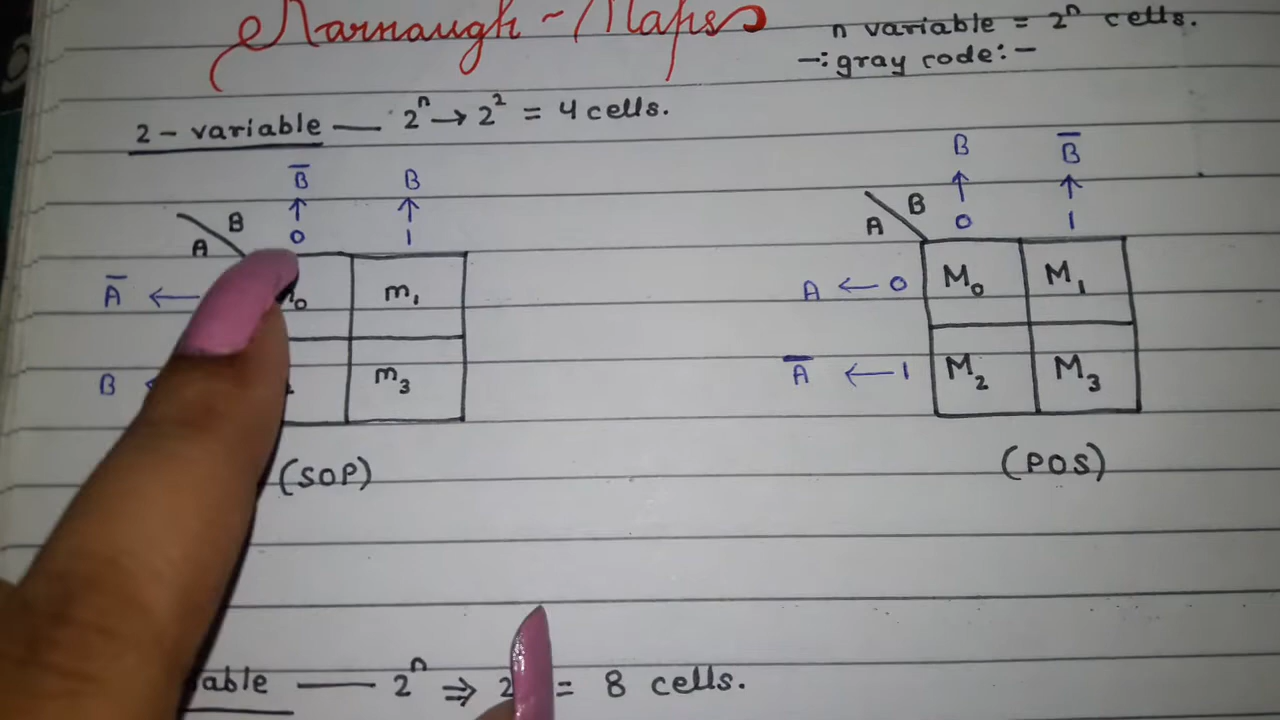 Karnaugh - Maps
n variable = 2ⁿ cells.
-: gray code: -
2 - variable — 2ⁿ → 2² = 4 cells.
B̅ B
↑ ↑
A B 0 1
A̅ ← m₁
B m₃
(SOP)
B B̅
↑ ↑
A B 0 1
A ← 0 M₀ M₁
A̅ ← 1 M₂ M₃
(POS)
2ⁿ ⇒ 2 = 8 cells.